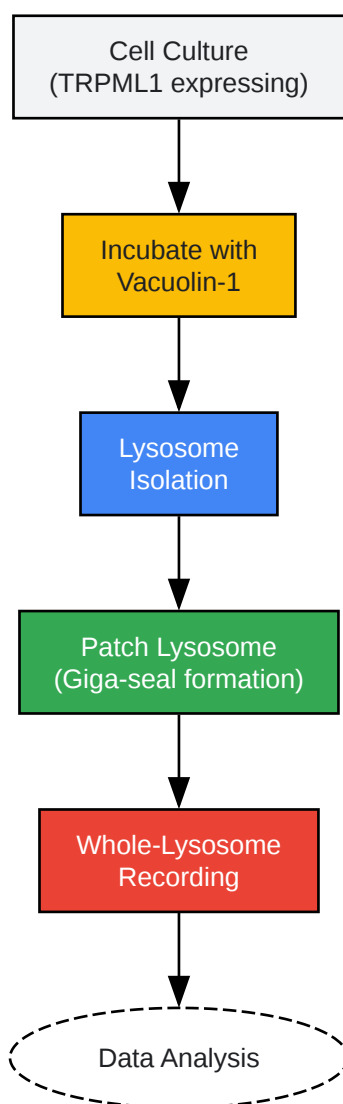 Cell Culture
(TRPML1 expressing)
Incubate with
Vacuolin-1
Lysosome
Isolation
Patch Lysosome
(Giga-seal formation)
Whole-Lysosome
Recording
Data Analysis